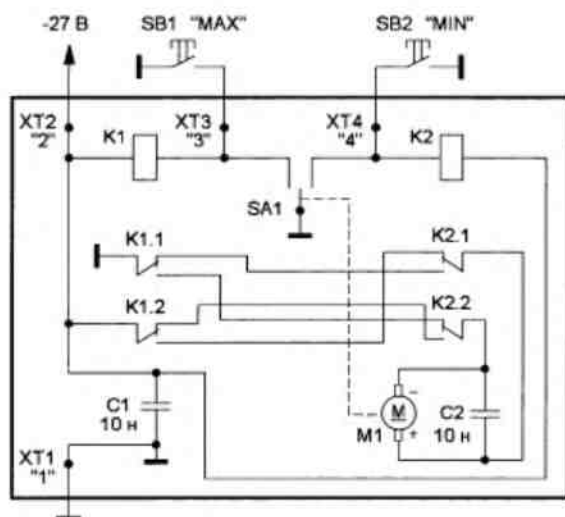 -27 В
SB1 "MAX"
SB2 "MIN"
XT2
"2"
K1
XT3
"3"
XT4
"4"
K2
SA1
K1.1
K2.1
K1.2
K2.2
C1
10 н
M
M1
−
+
C2
10 н
XT1
"1"